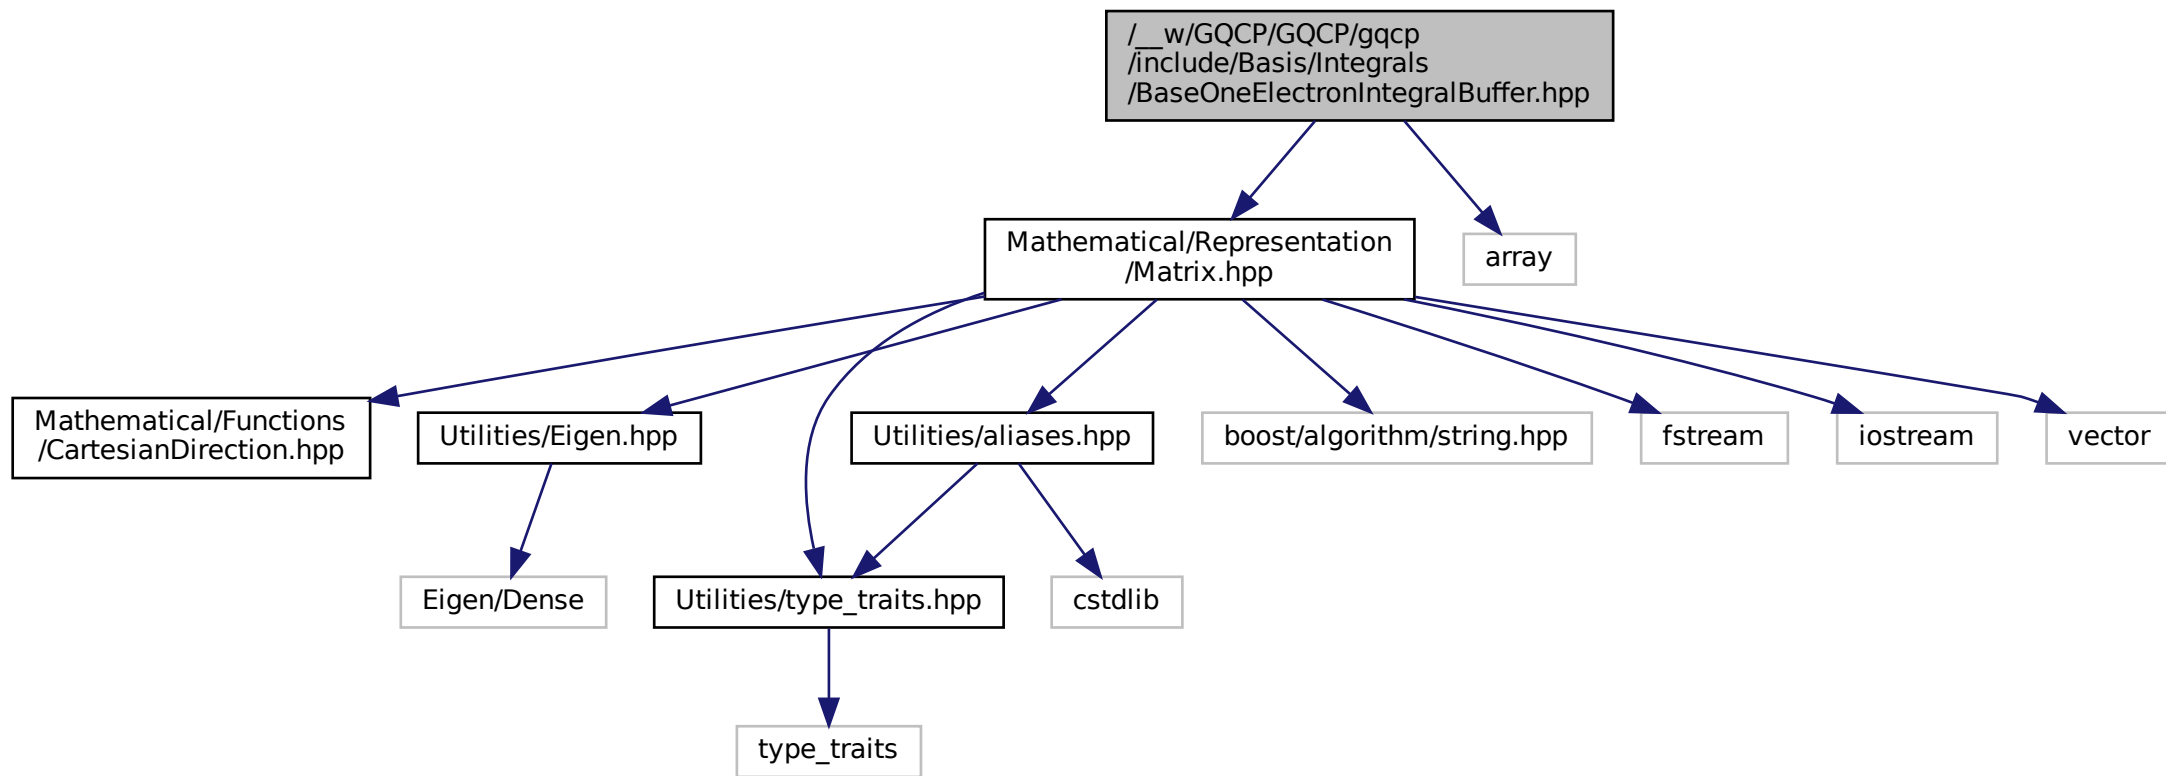 /__w/GQCP/GQCP/gqcp
/include/Basis/Integrals
/BaseOneElectronIntegralBuffer.hpp
Mathematical/Representation
/Matrix.hpp
array
Mathematical/Functions
/CartesianDirection.hpp
Utilities/Eigen.hpp
Utilities/aliases.hpp
boost/algorithm/string.hpp
fstream
iostream
vector
Eigen/Dense
Utilities/type_traits.hpp
cstdlib
type_traits